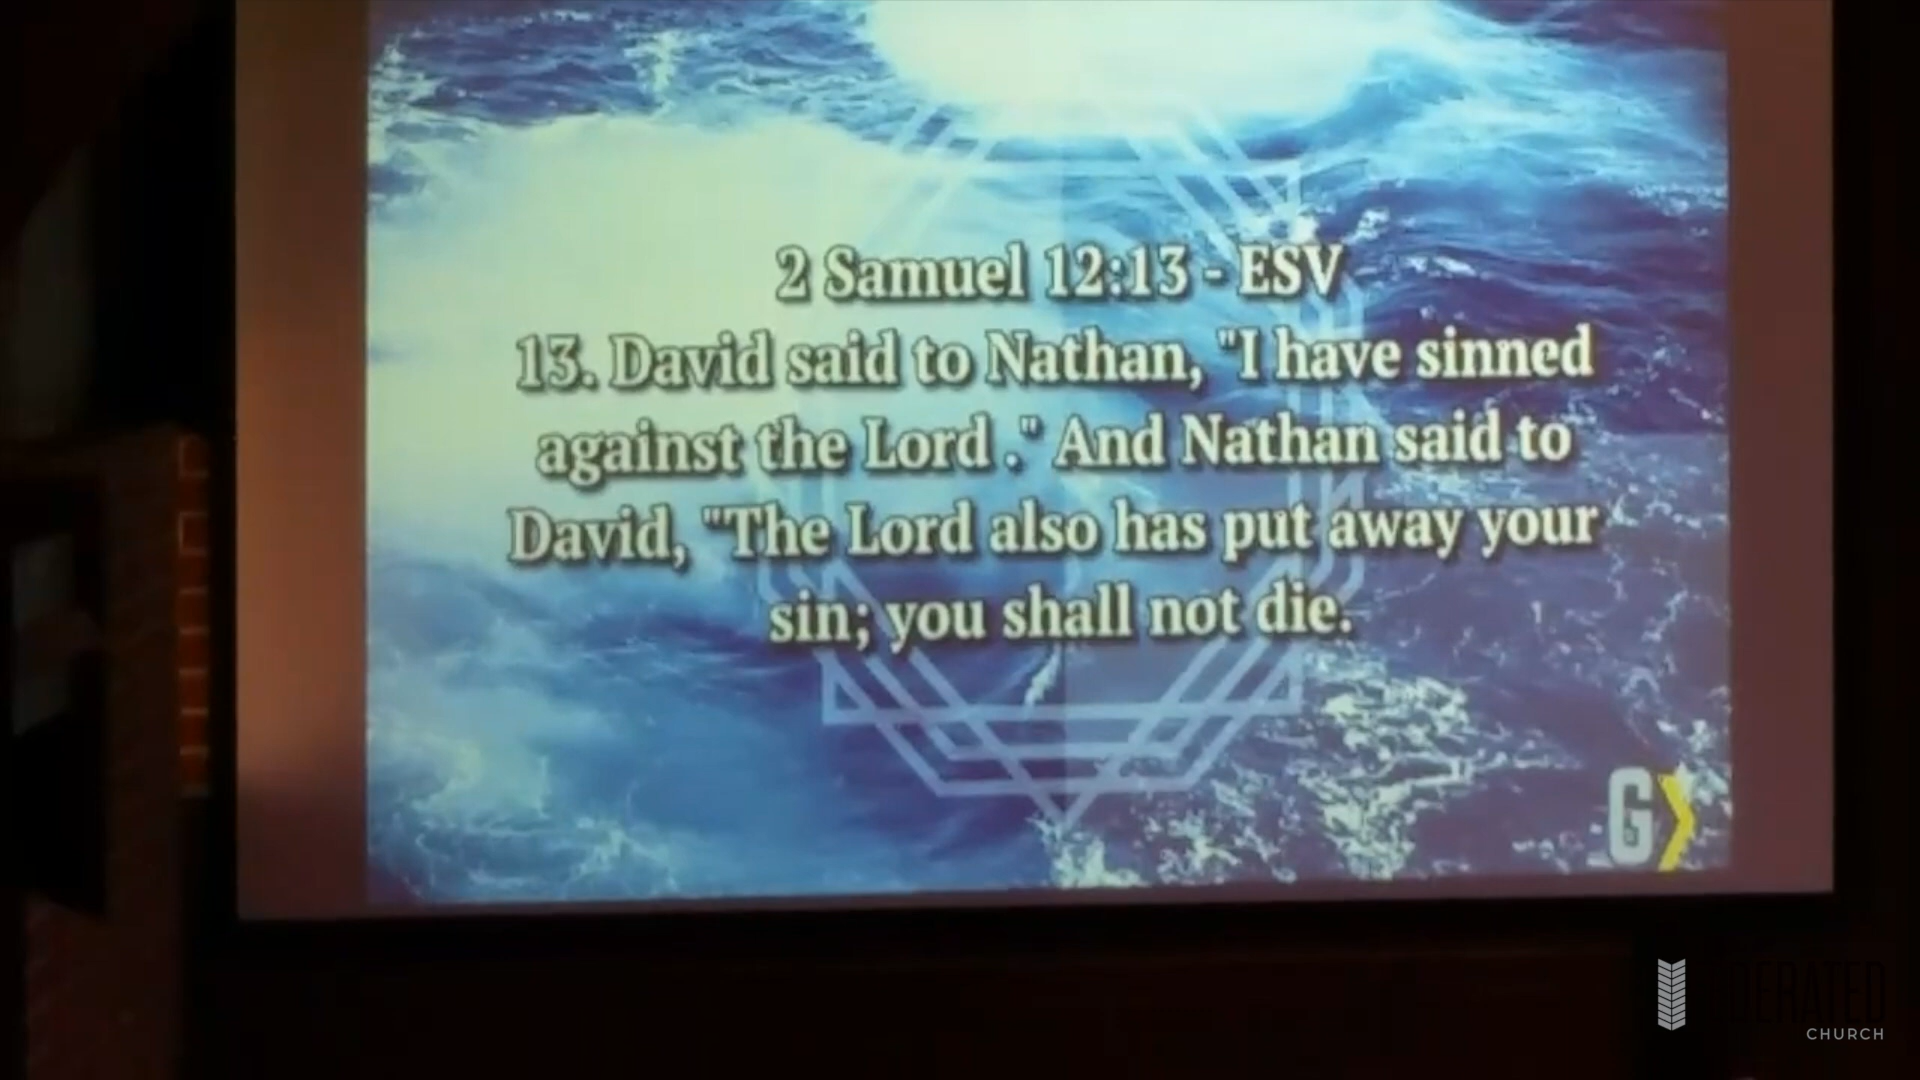 2 Samuel 12:13 - ESV
13. David said to Nathan, "I have sinned
against the Lord ." And Nathan said to
David, "The Lord also has put away your
sin; you shall not die.
G
CHURCH